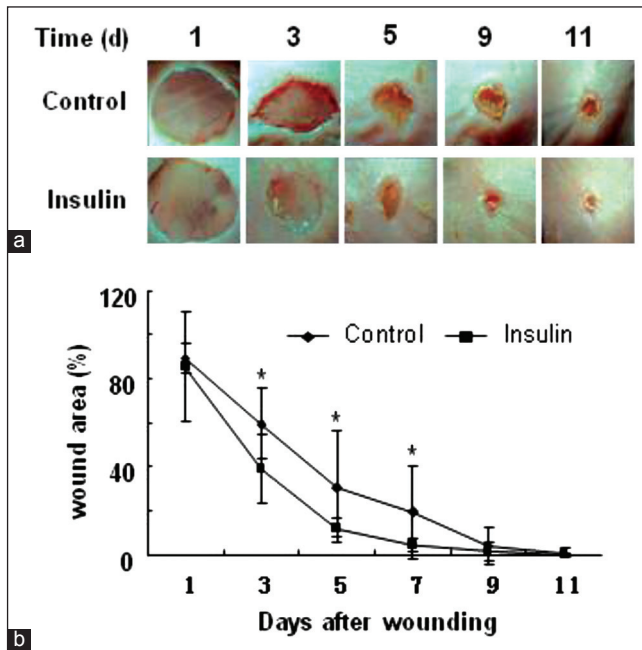 Time (d) 1 3 5 9 11
Control
Insulin
a
120
80
40
0
wound area (%)
Control Insulin
*
*
*
1 3 5 7 9 11
Days after wounding
b